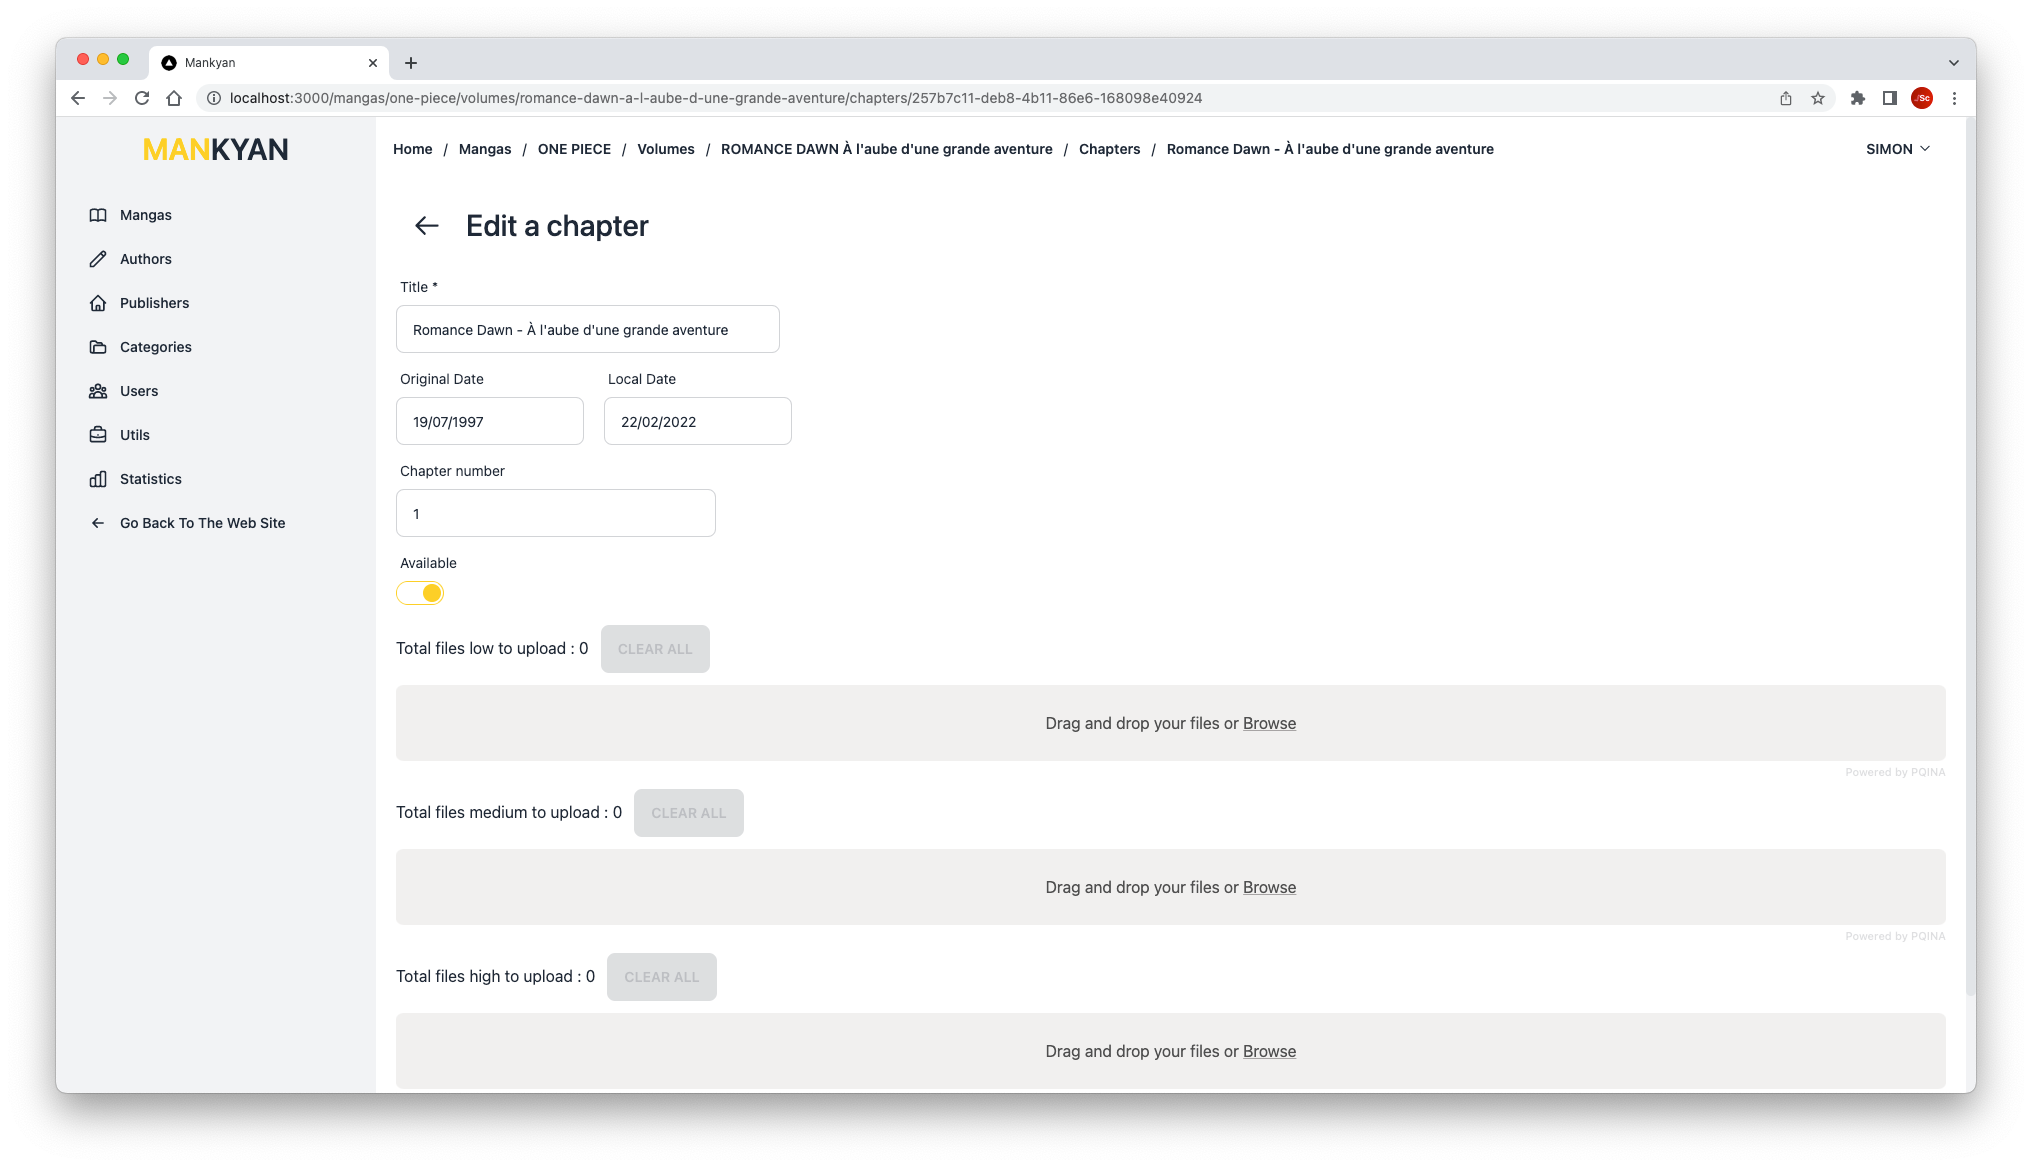 Mankyan
localhost:3000/mangas/one-piece/volumes/romance-dawn-a-l-aube-d-une-grande-aventure/chapters/257b7c11-deb8-4b11-86e6-168098e40924
MANKYAN
Home / Mangas / ONE PIECE / Volumes / ROMANCE DAWN À l'aube d'une grande aventure / Chapters / Romance Dawn - À l'aube d'une grande aventure
SIMON
Mangas
Authors
Publishers
Categories
Users
Utils
Statistics
Go Back To The Web Site
Edit a chapter
Title *
Romance Dawn - À l'aube d'une grande aventure
Original Date Local Date
19/07/1997 22/02/2022
Chapter number
1
Available
Total files low to upload : 0 CLEAR ALL
Drag and drop your files or Browse
Powered by PQINA
Total files medium to upload : 0 CLEAR ALL
Drag and drop your files or Browse
Powered by PQINA
Total files high to upload : 0 CLEAR ALL
Drag and drop your files or Browse